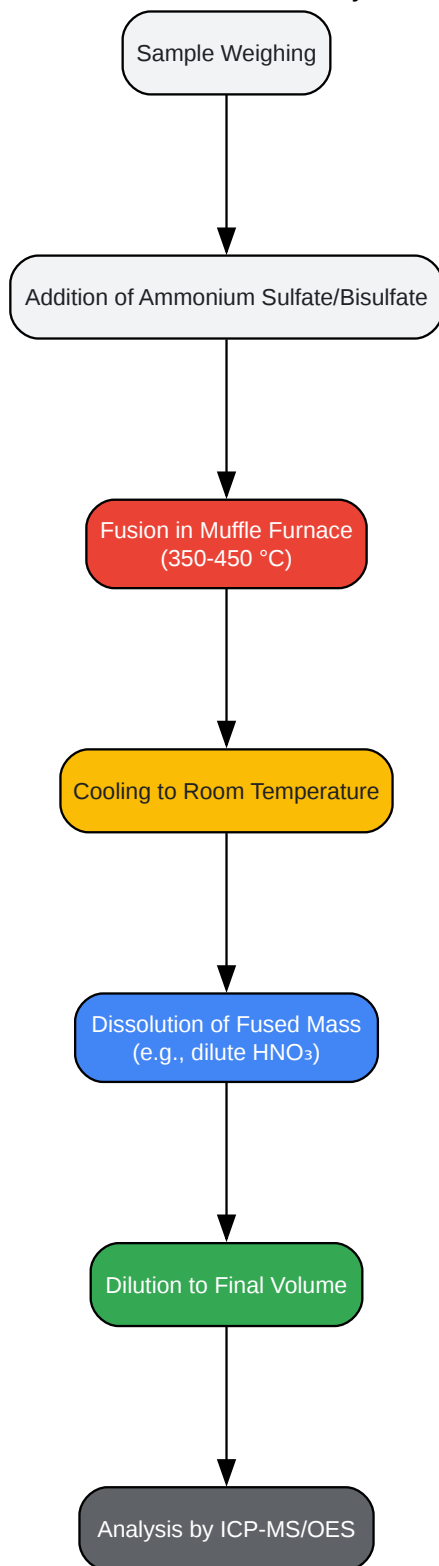 Sample Weighing
Addition of Ammonium Sulfate/Bisulfate
Fusion in Muffle Furnace
(350-450 °C)
Cooling to Room Temperature
Dissolution of Fused Mass
(e.g., dilute HNO₃)
Dilution to Final Volume
Analysis by ICP-MS/OES